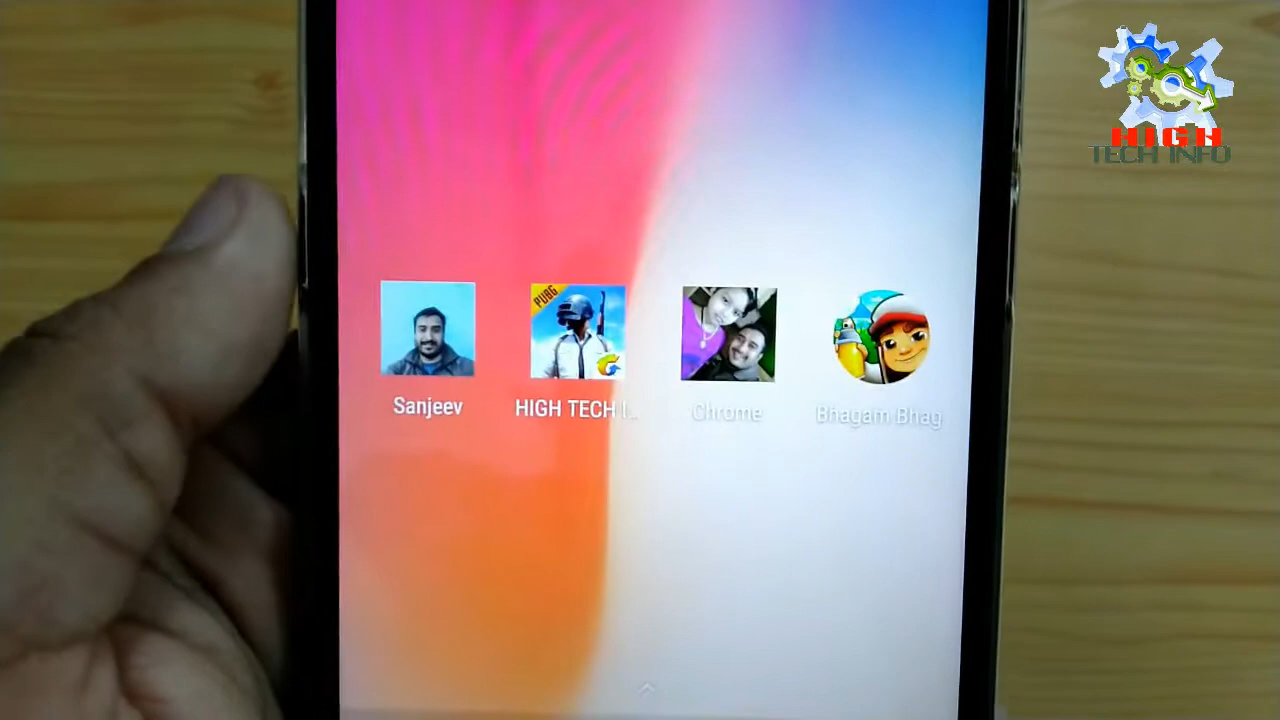 HIGH
TECH INFO
PUBG
Sanjeev
HIGH TECH I...
Chrome
Bhagam Bhag